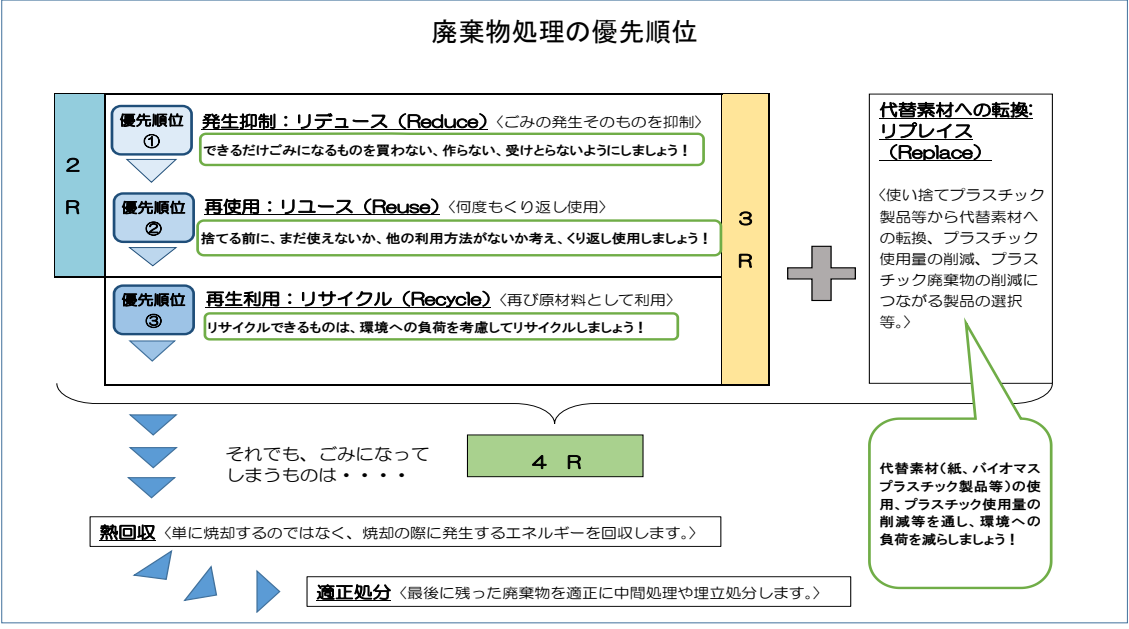 廃棄物処理の優先順位
2
R
優先順位
①
発生抑制：リデュース（Reduce）〈ごみの発生そのものを抑制〉
できるだけごみになるものを買わない、作らない、受けとらないようにしましょう！
優先順位
②
再使用：リユース（Reuse）〈何度もくり返し使用〉
捨てる前に、まだ使えないか、他の利用方法がないか考え、くり返し使用しましょう！
優先順位
③
再生利用：リサイクル（Recycle）〈再び原材料として利用〉
リサイクルできるものは、環境への負荷を考慮してリサイクルしましょう！
3
R
代替素材への転換:
リプレイス
（Replace）
〈使い捨てプラスチック
製品等から代替素材へ
の転換、プラスチック
使用量の削減、プラス
チック廃棄物の削減に
つながる製品の選択
等。〉
代替素材（紙、バイオマス
プラスチック製品等）の使
用、プラスチック使用量の
削減等を通し、環境への
負荷を減らしましょう！
4 R
それでも、ごみになって
しまうものは・・・・
熱回収〈単に焼却するのではなく、焼却の際に発生するエネルギーを回収します。〉
適正処分〈最後に残った廃棄物を適正に中間処理や埋立処分します。〉